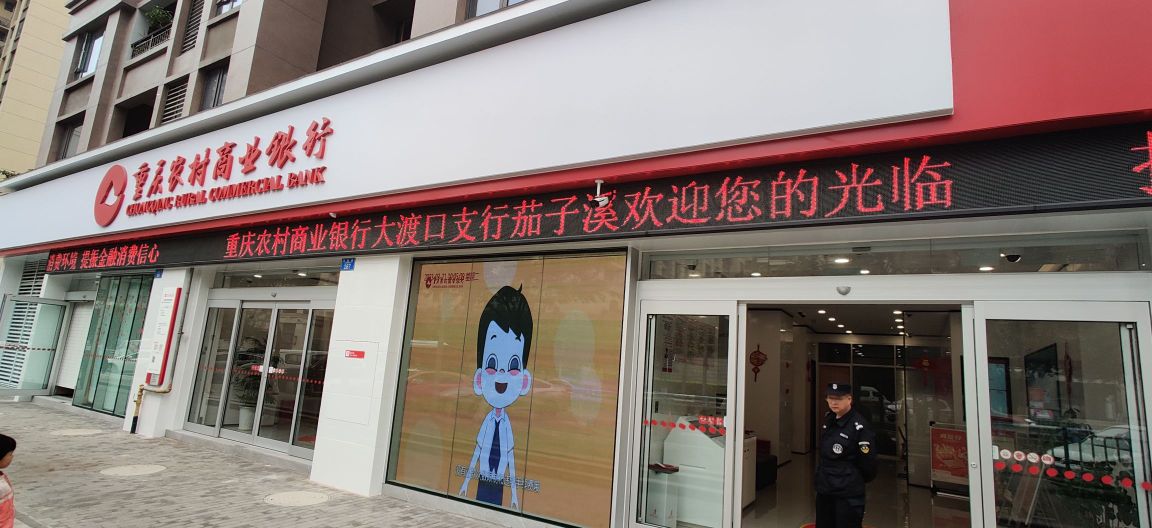 重庆农村商业银行
CHONGQING RURAL COMMERCIAL BANK
消费环境 提振金融消费信心
重庆农村商业银行大渡口支行茄子溪欢迎您的光临